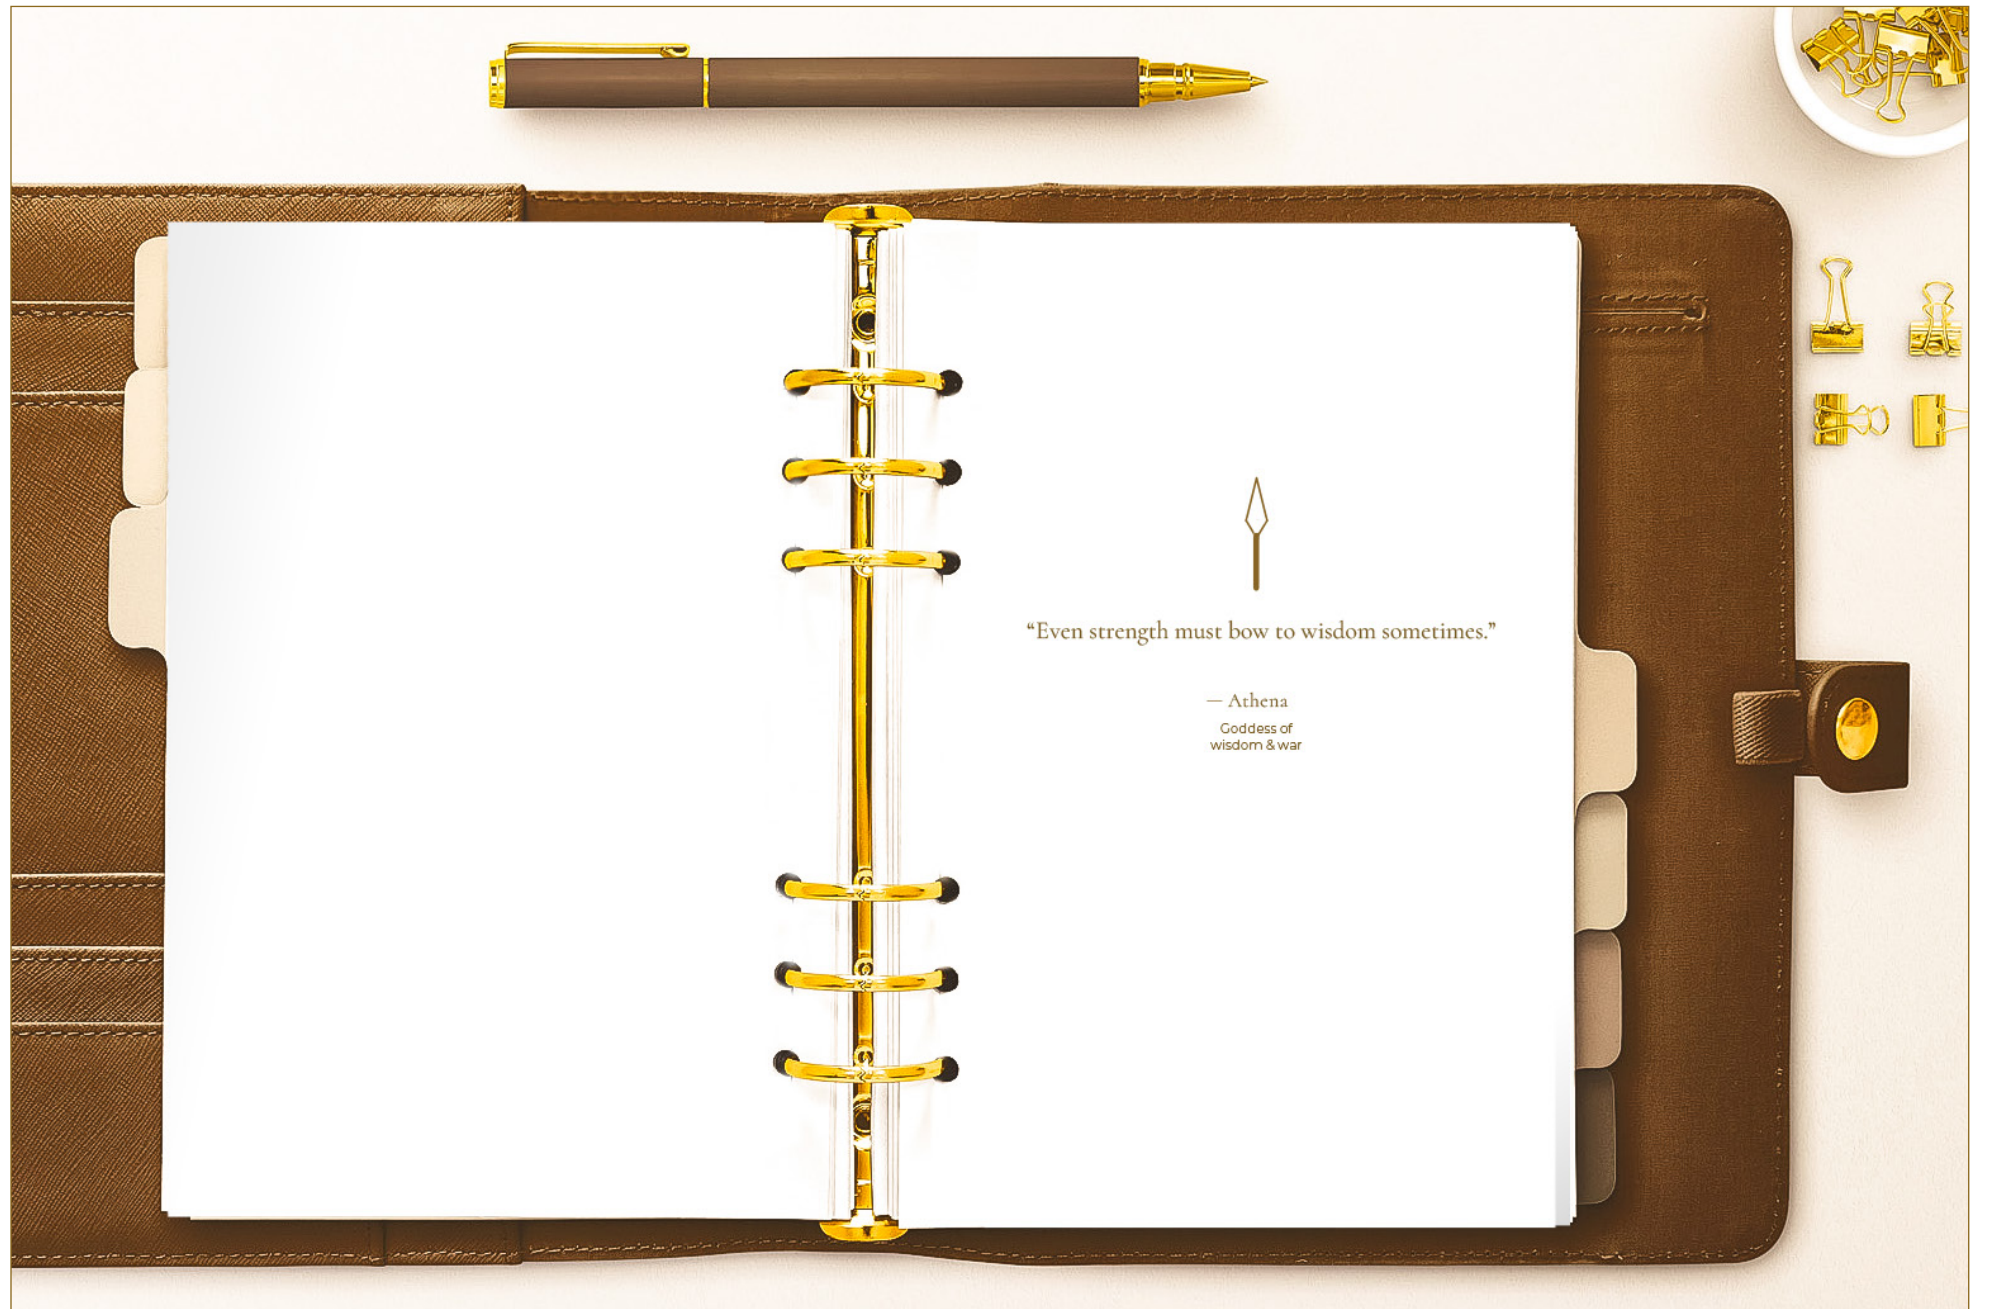 “Even strength must bow to wisdom sometimes.”
— Athena
Goddess of
wisdom & war